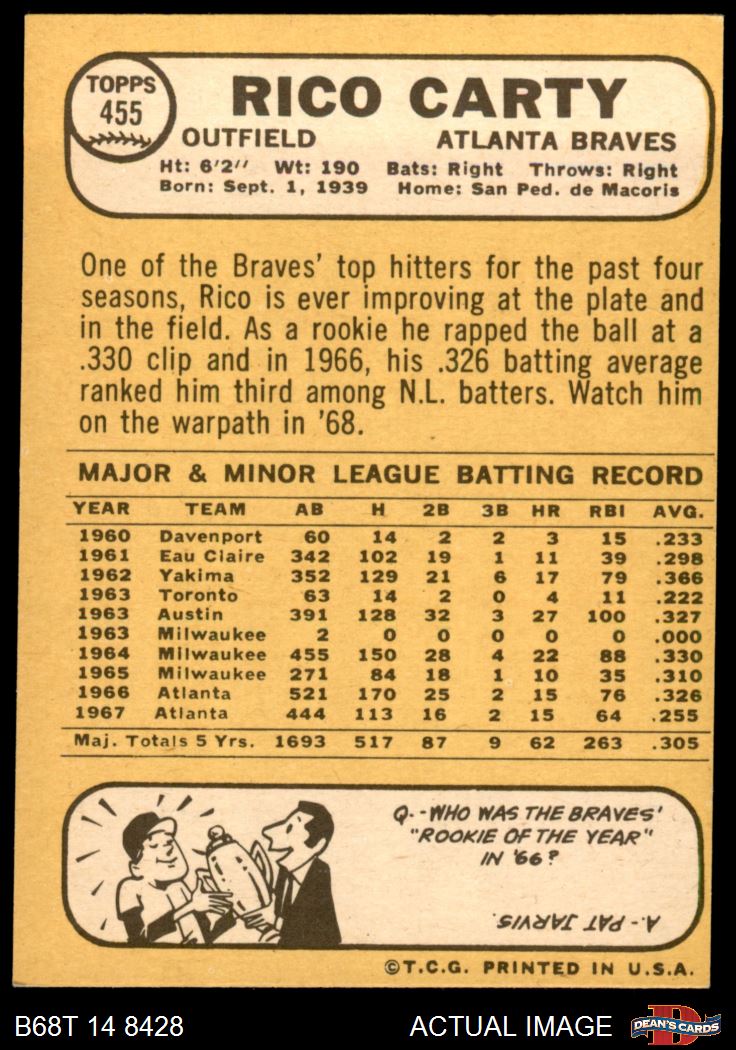 TOPPS
455
RICO CARTY
OUTFIELD ATLANTA BRAVES
Ht: 6'2'' Wt: 190 Bats: Right Throws: Right
Born: Sept. 1, 1939 Home: San Ped. de Macoris
One of the Braves' top hitters for the past four
seasons, Rico is ever improving at the plate and
in the field. As a rookie he rapped the ball at a
.330 clip and in 1966, his .326 batting average
ranked him third among N.L. batters. Watch him
on the warpath in '68.
MAJOR & MINOR LEAGUE BATTING RECORD
YEAR TEAM AB H 2B 3B HR RBI AVG.
1960 Davenport 60 14 2 2 3 15 .233
1961 Eau Claire 342 102 19 1 11 39 .298
1962 Yakima 352 129 21 6 17 79 .366
1963 Toronto 63 14 2 0 4 11 .222
1963 Austin 391 128 32 3 27 100 .327
1963 Milwaukee 2 0 0 0 0 0 .000
1964 Milwaukee 455 150 28 4 22 88 .330
1965 Milwaukee 271 84 18 1 10 35 .310
1966 Atlanta 521 170 25 2 15 76 .326
1967 Atlanta 444 113 16 2 15 64 .255
Maj. Totals 5 Yrs. 1693 517 87 9 62 263 .305
Q.--WHO WAS THE BRAVES'
"ROOKIE OF THE YEAR"
IN '66?
A.- PAT JARVIS.
©T.C.G. PRINTED IN U.S.A.
B68T 14 8428 ACTUAL IMAGE DEAN'S CARDS